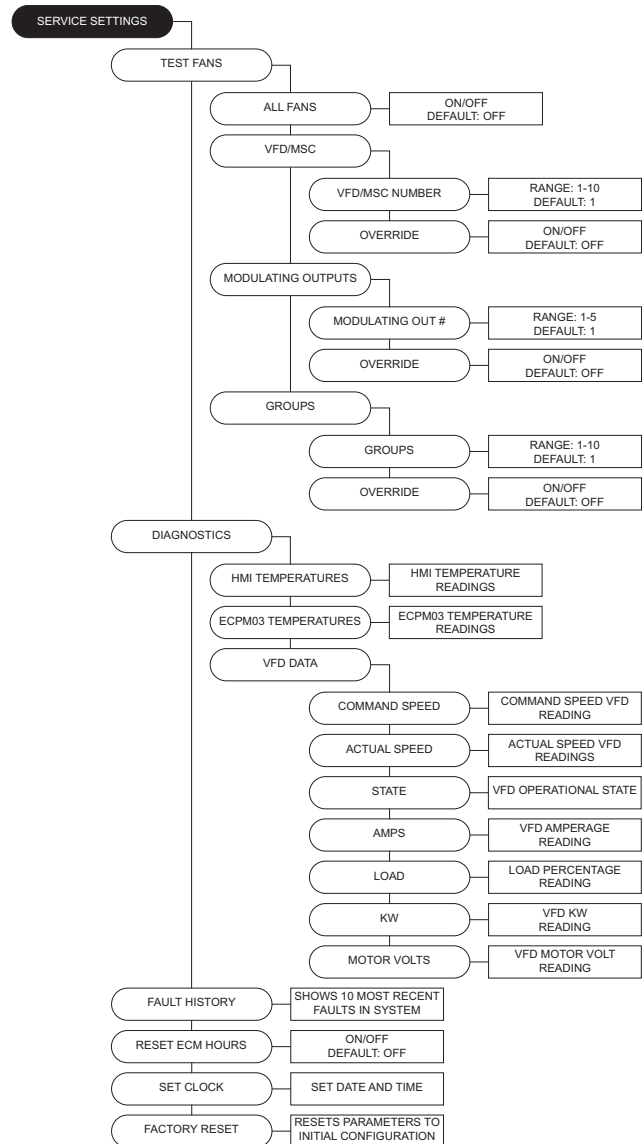 SERVICE SETTINGS
TEST FANS
ALL FANS
ON/OFF
DEFAULT: OFF
VFD/MSC
VFD/MSC NUMBER
RANGE: 1-10
DEFAULT: 1
OVERRIDE
ON/OFF
DEFAULT: OFF
MODULATING OUTPUTS
MODULATING OUT #
RANGE: 1-5
DEFAULT: 1
OVERRIDE
ON/OFF
DEFAULT: OFF
GROUPS
GROUPS
RANGE: 1-10
DEFAULT: 1
OVERRIDE
ON/OFF
DEFAULT: OFF
DIAGNOSTICS
HMI TEMPERATURES
HMI TEMPERATURE
READINGS
ECPM03 TEMPERATURES
ECPM03 TEMPERATURE
READINGS
VFD DATA
COMMAND SPEED
COMMAND SPEED VFD
READING
ACTUAL SPEED
ACTUAL SPEED VFD
READINGS
STATE
VFD OPERATIONAL STATE
AMPS
VFD AMPERAGE
READING
LOAD
LOAD PERCENTAGE
READING
KW
VFD KW
READING
MOTOR VOLTS
VFD MOTOR VOLT
READING
FAULT HISTORY
SHOWS 10 MOST RECENT
FAULTS IN SYSTEM
RESET ECM HOURS
ON/OFF
DEFAULT: OFF
SET CLOCK
SET DATE AND TIME
FACTORY RESET
RESETS PARAMETERS TO
INITIAL CONFIGURATION